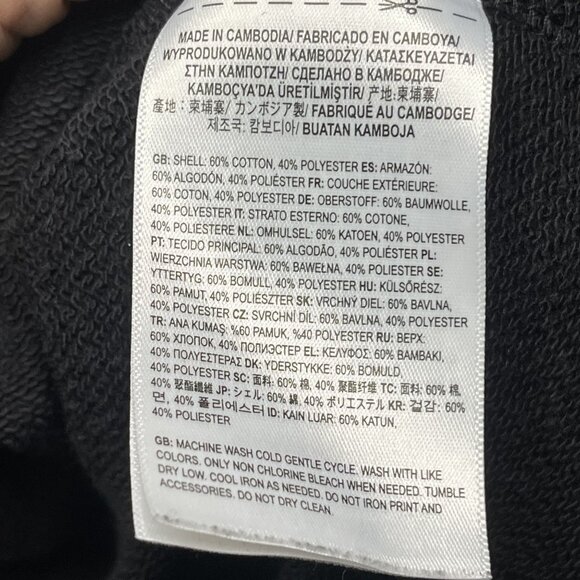 MADE IN CAMBODIA/ FABRICADO EN CAMBOYA/
WYPRODUKOWANO W KAMBODŻY/ ΚΑΤΑΣΚΕΥΑΖΕΤΑΙ
ΣΤΗΝ ΚΑΜΠΟΤΖΗ/ СДЕЛАНО В КАМБОДЖЕ/
KAMBOÇYA'DA ÜRETİLMİŞTİR/ 产地:柬埔寨/
產地:柬埔寨/ カンボジア製/ FABRIQUÉ AU CAMBODGE/
제조국: 캄보디아/ BUATAN KAMBOJA
GB: SHELL: 60% COTTON, 40% POLYESTER ES: ARMAZÓN:
60% ALGODÓN, 40% POLIÉSTER FR: COUCHE EXTÉRIEURE:
60% COTON, 40% POLYESTER DE: OBERSTOFF: 60% BAUMWOLLE,
40% POLYESTER IT: STRATO ESTERNO: 60% COTONE,
40% POLIESTERE NL: OMHULSEL: 60% KATOEN, 40% POLYESTER
PT: TECIDO PRINCIPAL: 60% ALGODÃO, 40% POLIÉSTER PL:
WIERZCHNIA WARSTWA: 60% BAWEŁNA, 40% POLYESTER SE:
YTTERTYG: 60% BOMULL, 40% POLYESTER HU: KÜLSŐRÉSZ:
60% PAMUT, 40% POLIÉSZTER SK: VRCHNÝ DIEL: 60% BAVLNA,
40% POLYESTER CZ: SVRCHNÍ DÍL: 60% BAVLNA, 40% POLYESTER
TR: ANA KUMAŞ: %60 PAMUK, %40 POLYESTER RU: ВЕРХ:
60% ХЛОПОК, 40% ПОЛИЭСТЕР EL: ΚΕΛΥΦΟΣ: 60% ΒΑΜΒΑΚΙ,
40% ΠΟΛΥΕΣΤΕΡΑΣ DK: YDERSTYKKE: 60% BOMULD,
40% POLYESTER SC: 面料: 60% 棉, 40% 聚酯纤维 TC: 面料: 60% 棉,
40% 聚酯纖維 JP: シェル: 60% 綿, 40% ポリエステル KR: 겉감: 60%
면, 40% 폴리에스터 ID: KAIN LUAR: 60% KATUN,
40% POLIESTER
GB: MACHINE WASH COLD GENTLE CYCLE. WASH WITH LIKE
COLORS. ONLY NON CHLORINE BLEACH WHEN NEEDED. TUMBLE
DRY LOW. COOL IRON AS NEEDED. DO NOT IRON PRINT AND
ACCESSORIES. DO NOT DRY CLEAN.